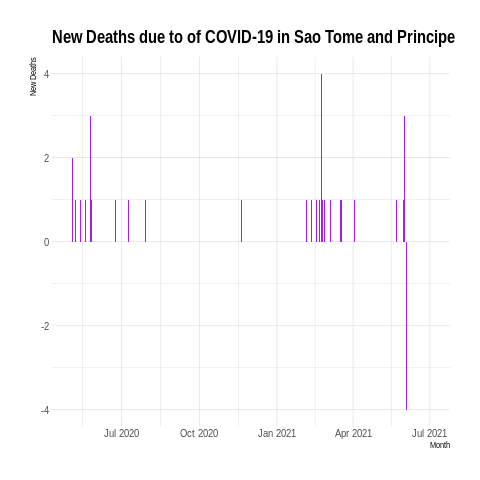 New Deaths due to of COVID-19 in Sao Tome and Principe
New Deaths
4
2
0
-2
-4
Jul 2020 Oct 2020 Jan 2021 Apr 2021 Jul 2021
Month